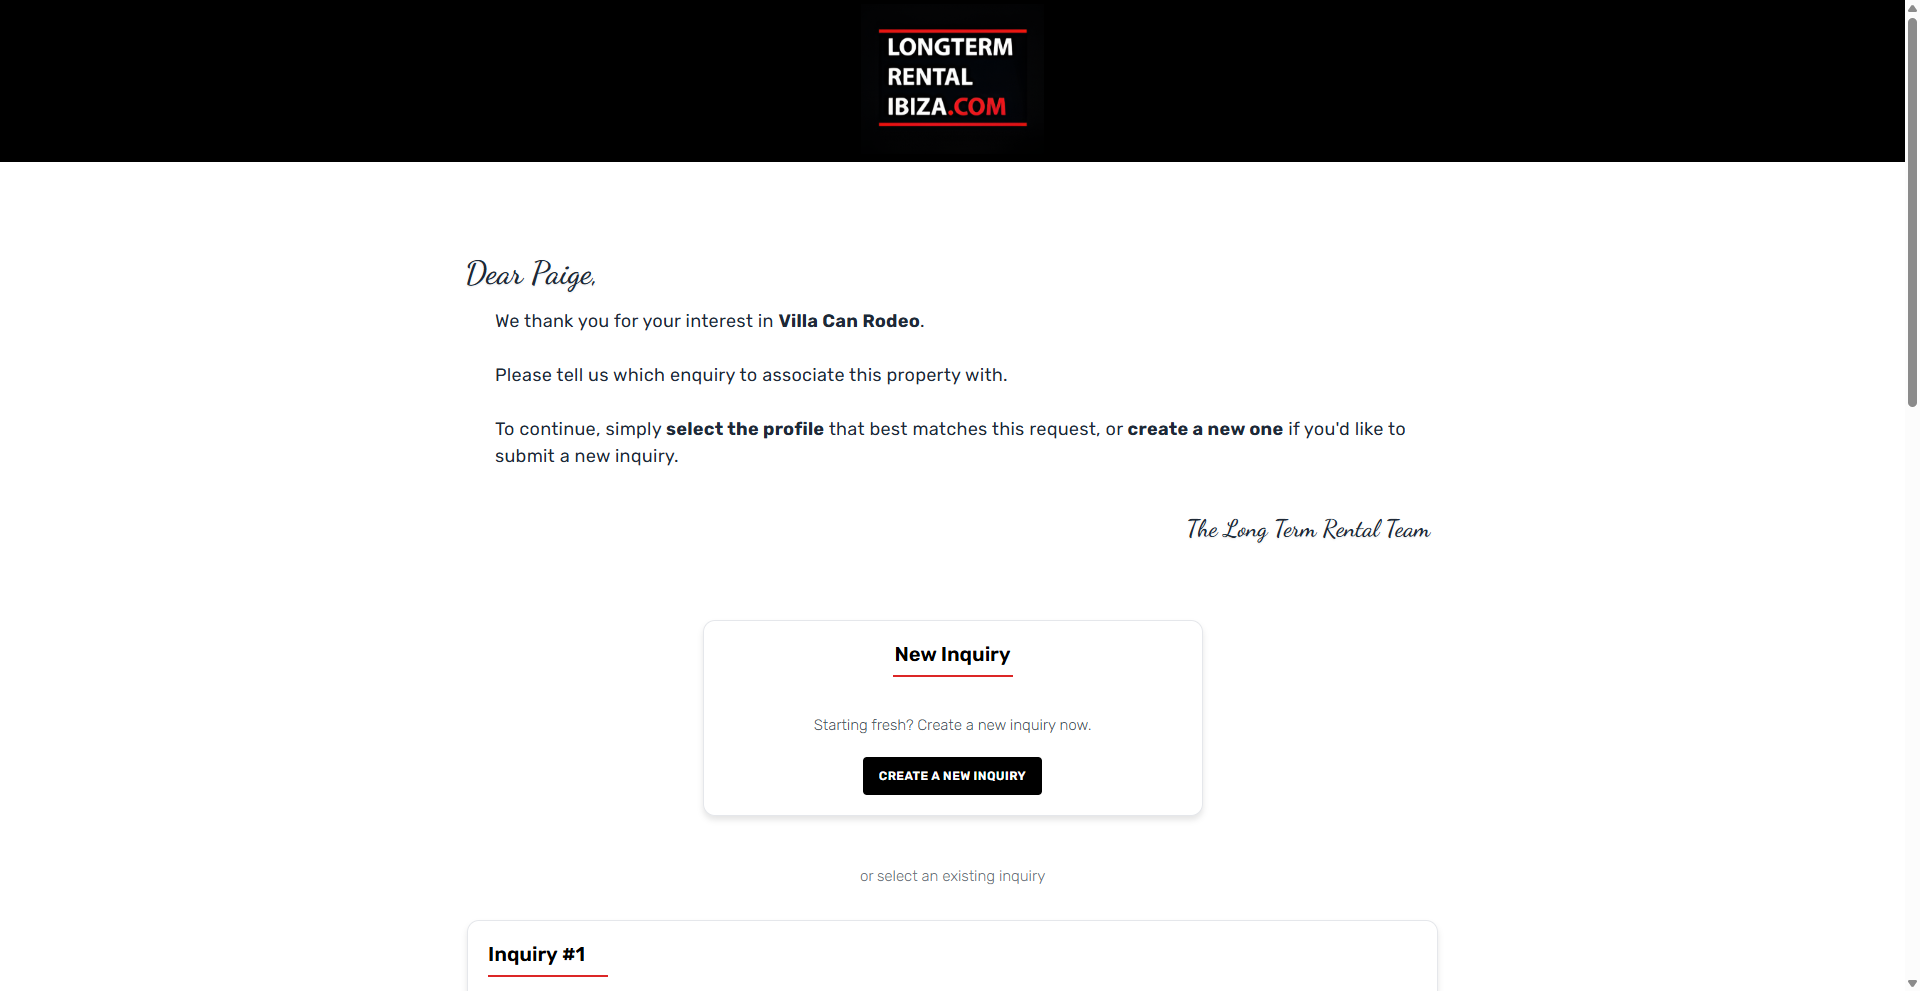 LONGTERM
RENTAL
IBIZA.COM
Dear Paige,
We thank you for your interest in Villa Can Rodeo.
Please tell us which enquiry to associate this property with.
To continue, simply select the profile that best matches this request, or create a new one if you'd like to
submit a new inquiry.
The Long Term Rental Team
New Inquiry
Starting fresh? Create a new inquiry now.
CREATE A NEW INQUIRY
or select an existing inquiry
Inquiry #1